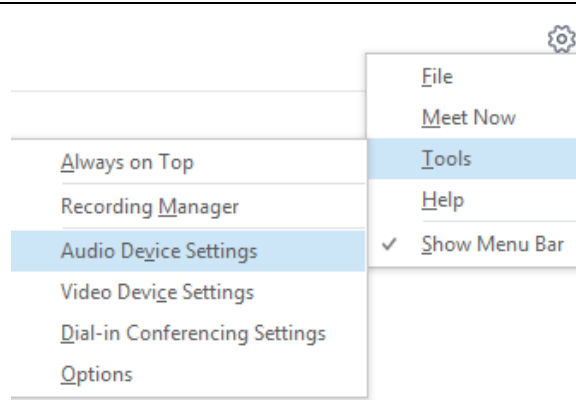 File
Meet Now
Tools
Help
Show Menu Bar
Always on Top
Recording Manager
Audio Device Settings
Video Device Settings
Dial-in Conferencing Settings
Options